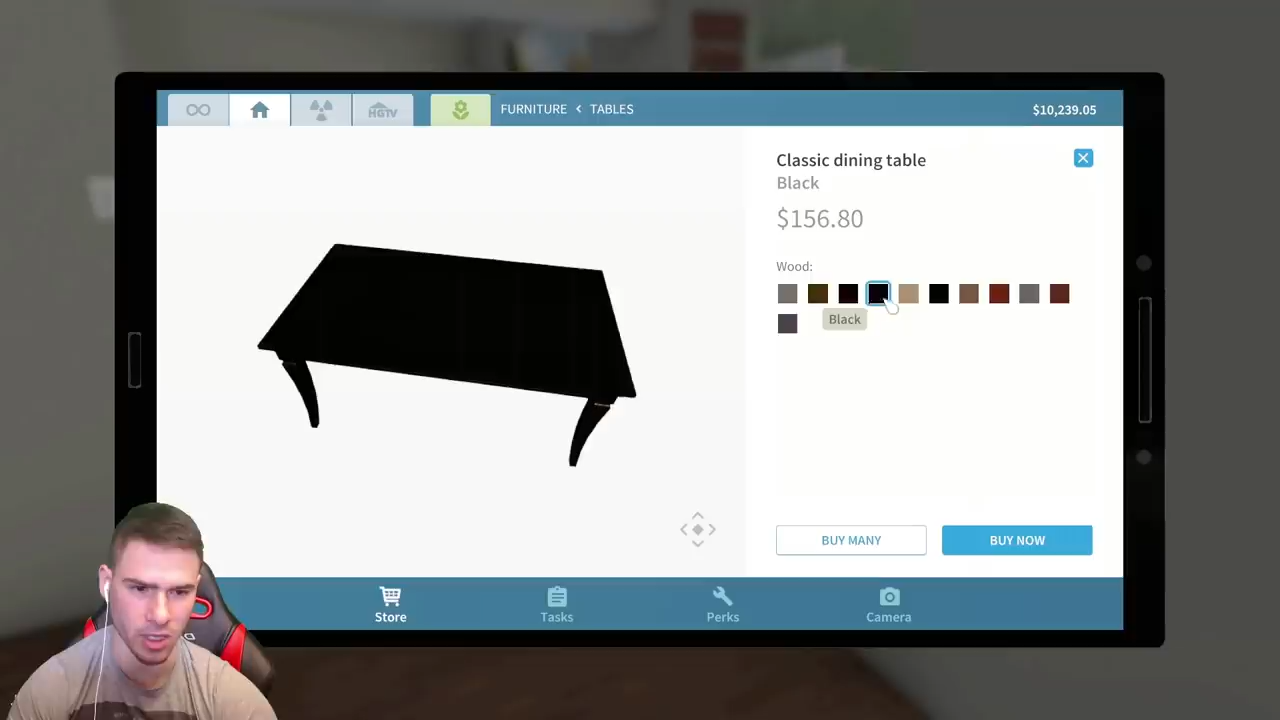 HGTV
FURNITURE < TABLES
$10,239.05
Classic dining table
Black
$156.80
Wood:
Black
BUY MANY
BUY NOW
Store
Tasks
Perks
Camera